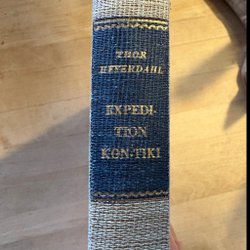 THOR
HEYERDAHL
EXPEDI-
TION
KON-TIKI